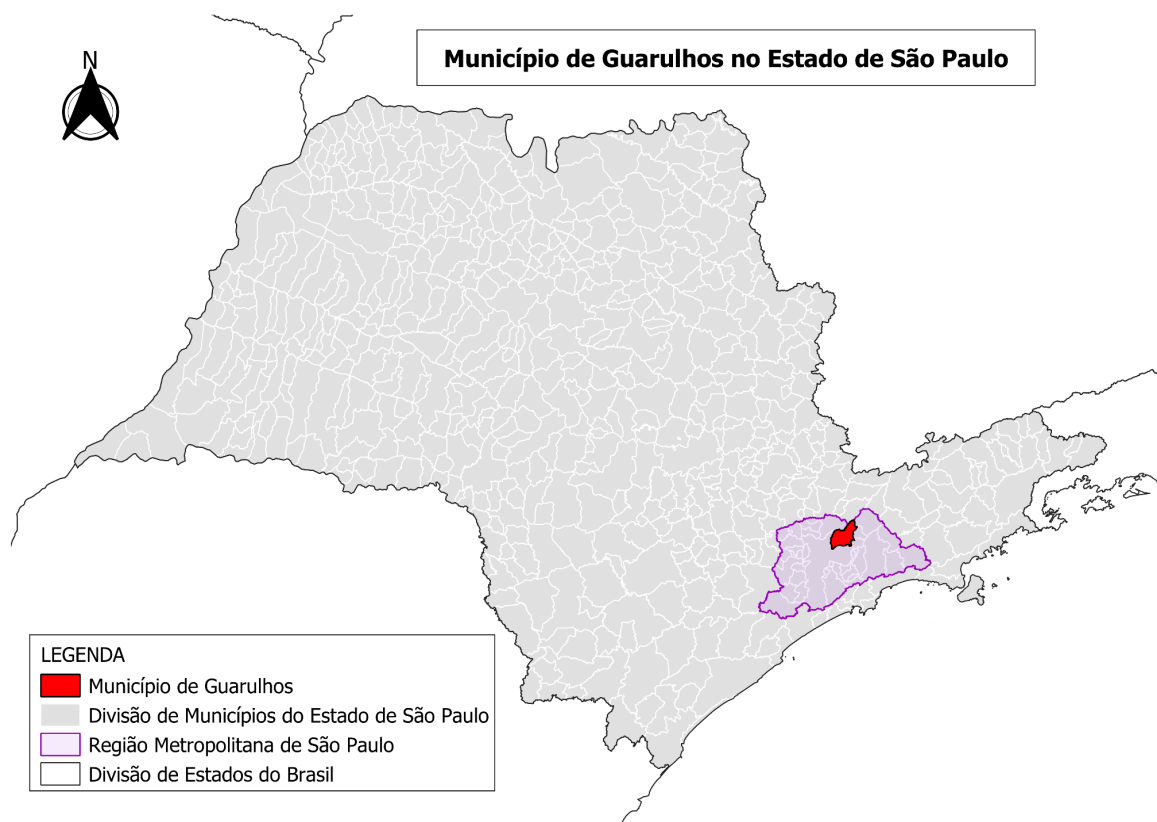 Município de Guarulhos no Estado de São Paulo
N
LEGENDA
Município de Guarulhos
Divisão de Municípios do Estado de São Paulo
Região Metropolitana de São Paulo
Divisão de Estados do Brasil